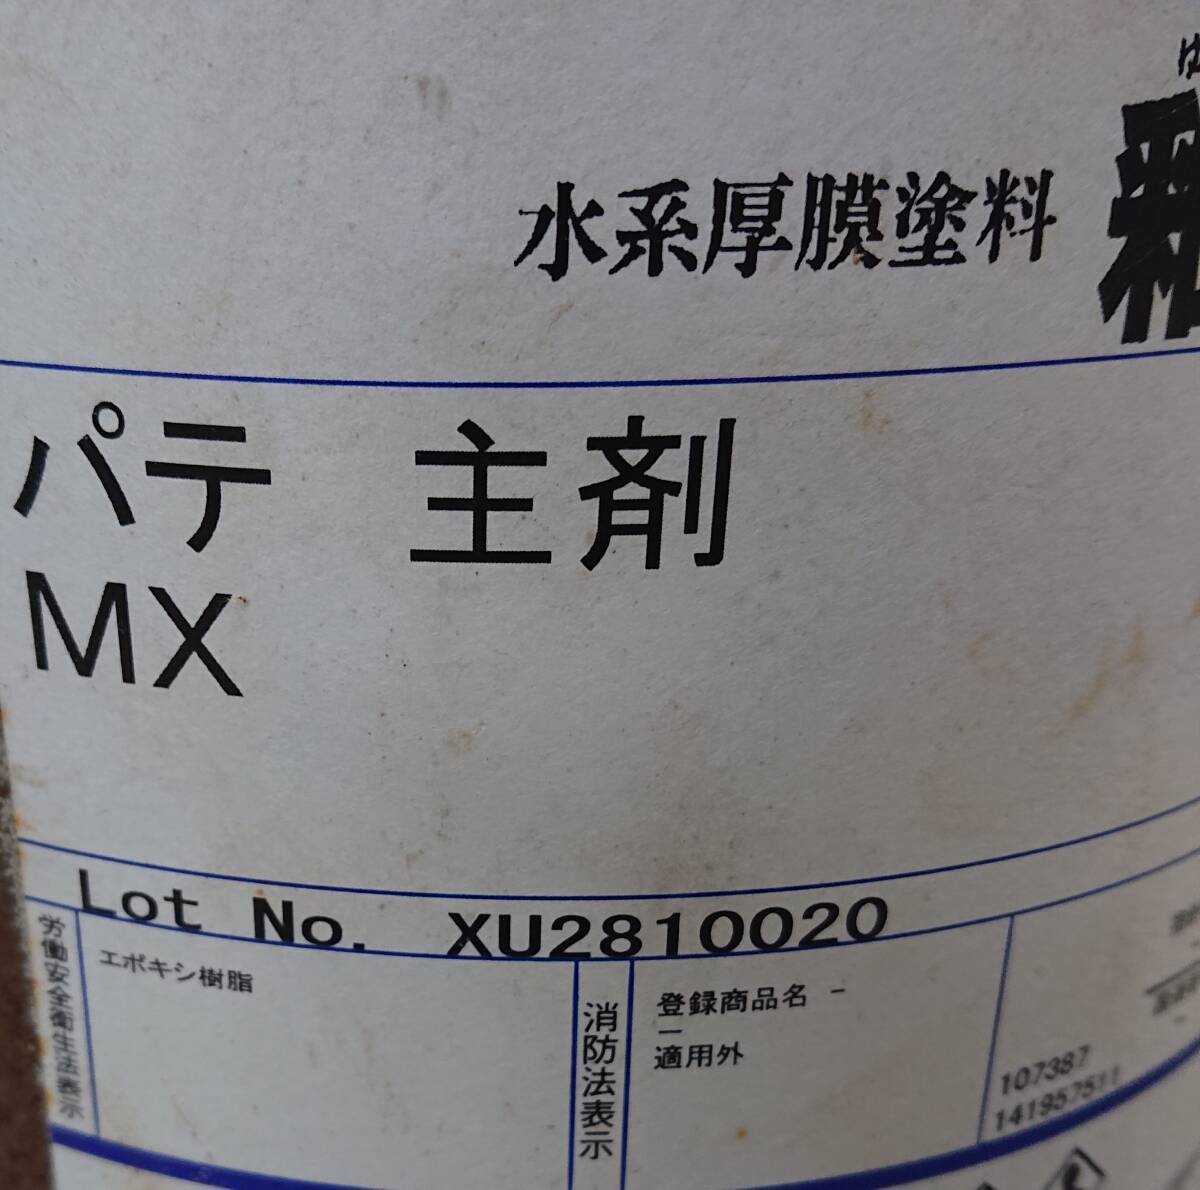 水系厚膜塗料
パテ 主剤
MX
Lot No. XU2810020
労働安全衛生法表示
エポキシ樹脂
消防法表示
登録商品名 -
-
適用外
107387
141957511